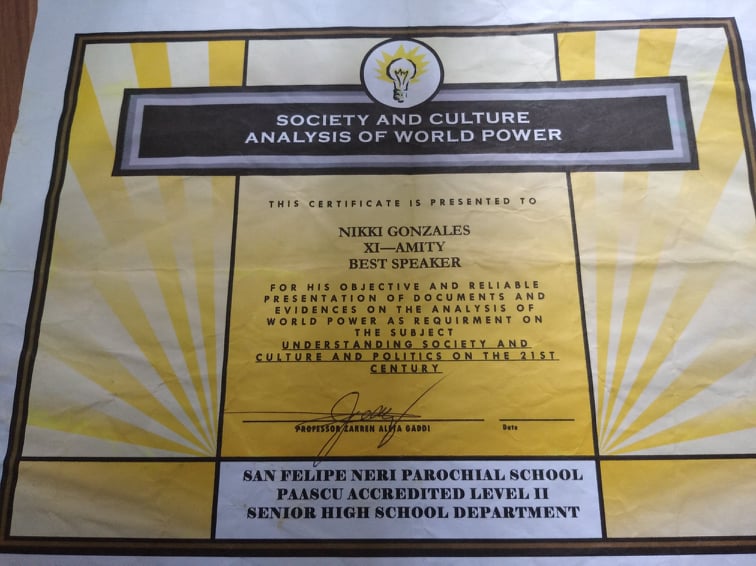 SOCIETY AND CULTURE
ANALYSIS OF WORLD POWER
THIS CERTIFICATE IS PRESENTED TO
NIKKI GONZALES
XI—AMITY
BEST SPEAKER
FOR HIS OBJECTIVE AND RELIABLE
PRESENTATION OF DOCUMENTS AND
EVIDENCES ON THE ANALYSIS OF
WORLD POWER AS REQUIRMENT ON
THE SUBJECT
UNDERSTANDING SOCIETY AND
CULTURE AND POLITICS ON THE 21ST
CENTURY
PROFESSOR ZARREN GADDI
Date
SAN FELIPE NERI PAROCHIAL SCHOOL
PAASCU ACCREDITED LEVEL II
SENIOR HIGH SCHOOL DEPARTMENT